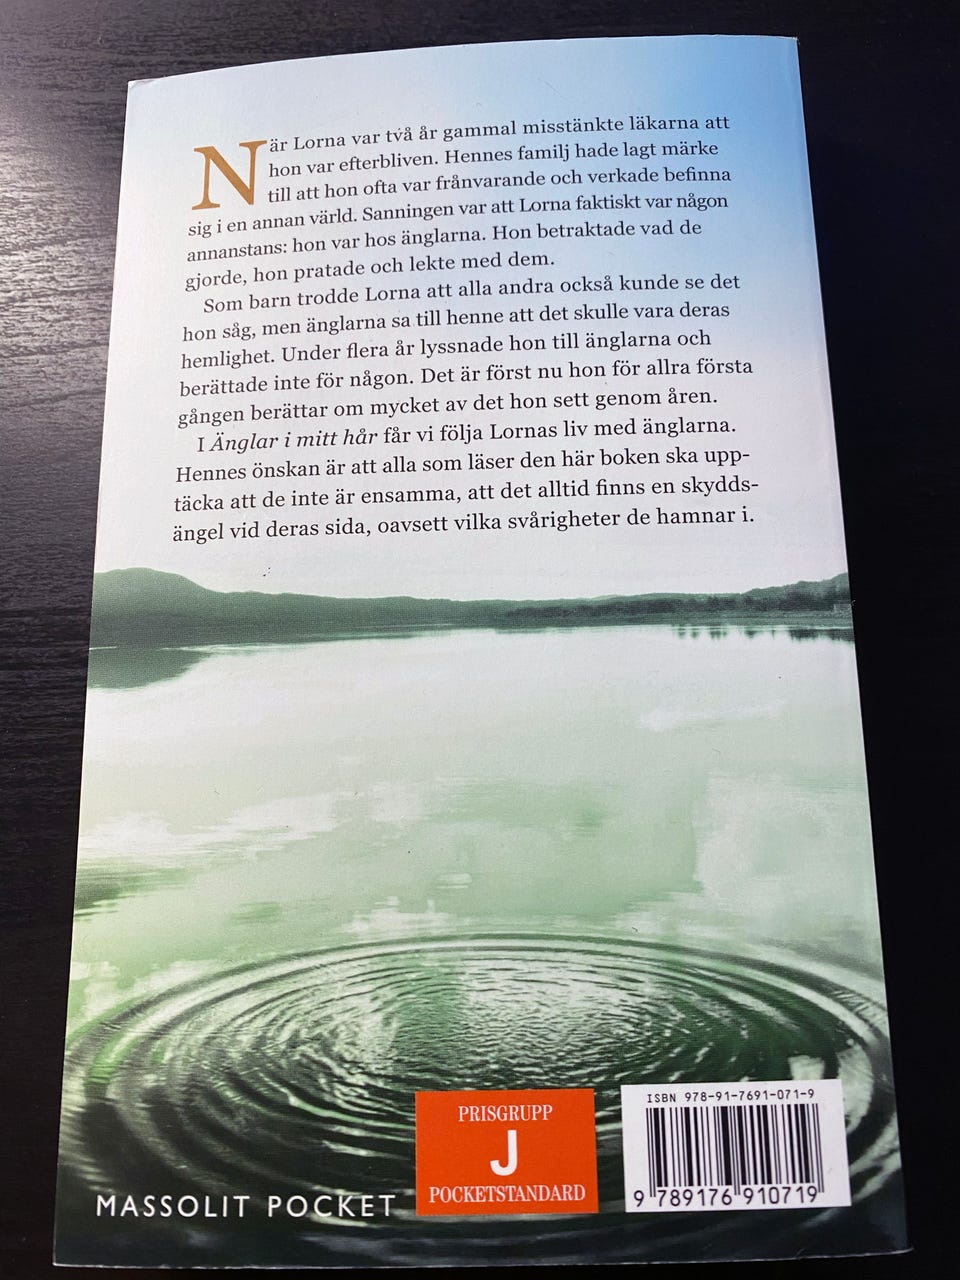 När Lorna var två år gammal misstänkte läkarna att
hon var efterbliven. Hennes familj hade lagt märke
till att hon ofta var frånvarande och verkade befinna
sig i en annan värld. Sanningen var att Lorna faktiskt var någon
annanstans: hon var hos änglarna. Hon betraktade vad de
gjorde, hon pratade och lekte med dem.
Som barn trodde Lorna att alla andra också kunde se det
hon såg, men änglarna sa till henne att det skulle vara deras
hemlighet. Under flera år lyssnade hon till änglarna och
berättade inte för någon. Det är först nu hon för allra första
gången berättar om mycket av det hon sett genom åren.
I Änglar i mitt hår får vi följa Lornas liv med änglarna.
Hennes önskan är att alla som läser den här boken ska upp-
täcka att de inte är ensamma, att det alltid finns en skydds-
ängel vid deras sida, oavsett vilka svårigheter de hamnar i.
MASSOLIT POCKET
PRISGRUPP
J
POCKETSTANDARD
ISBN 978-91-7691-071-9
9 789176 910719